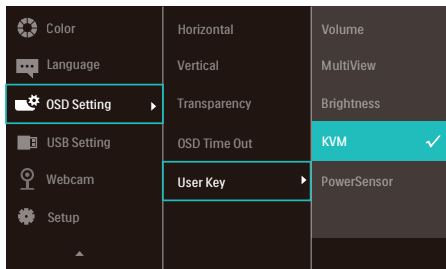 Color
Language
OSD Setting
USB Setting
Webcam
Setup
Horizontal
Vertical
Transparency
OSD Time Out
User Key
Volume
MultiView
Brightness
KVM
PowerSensor